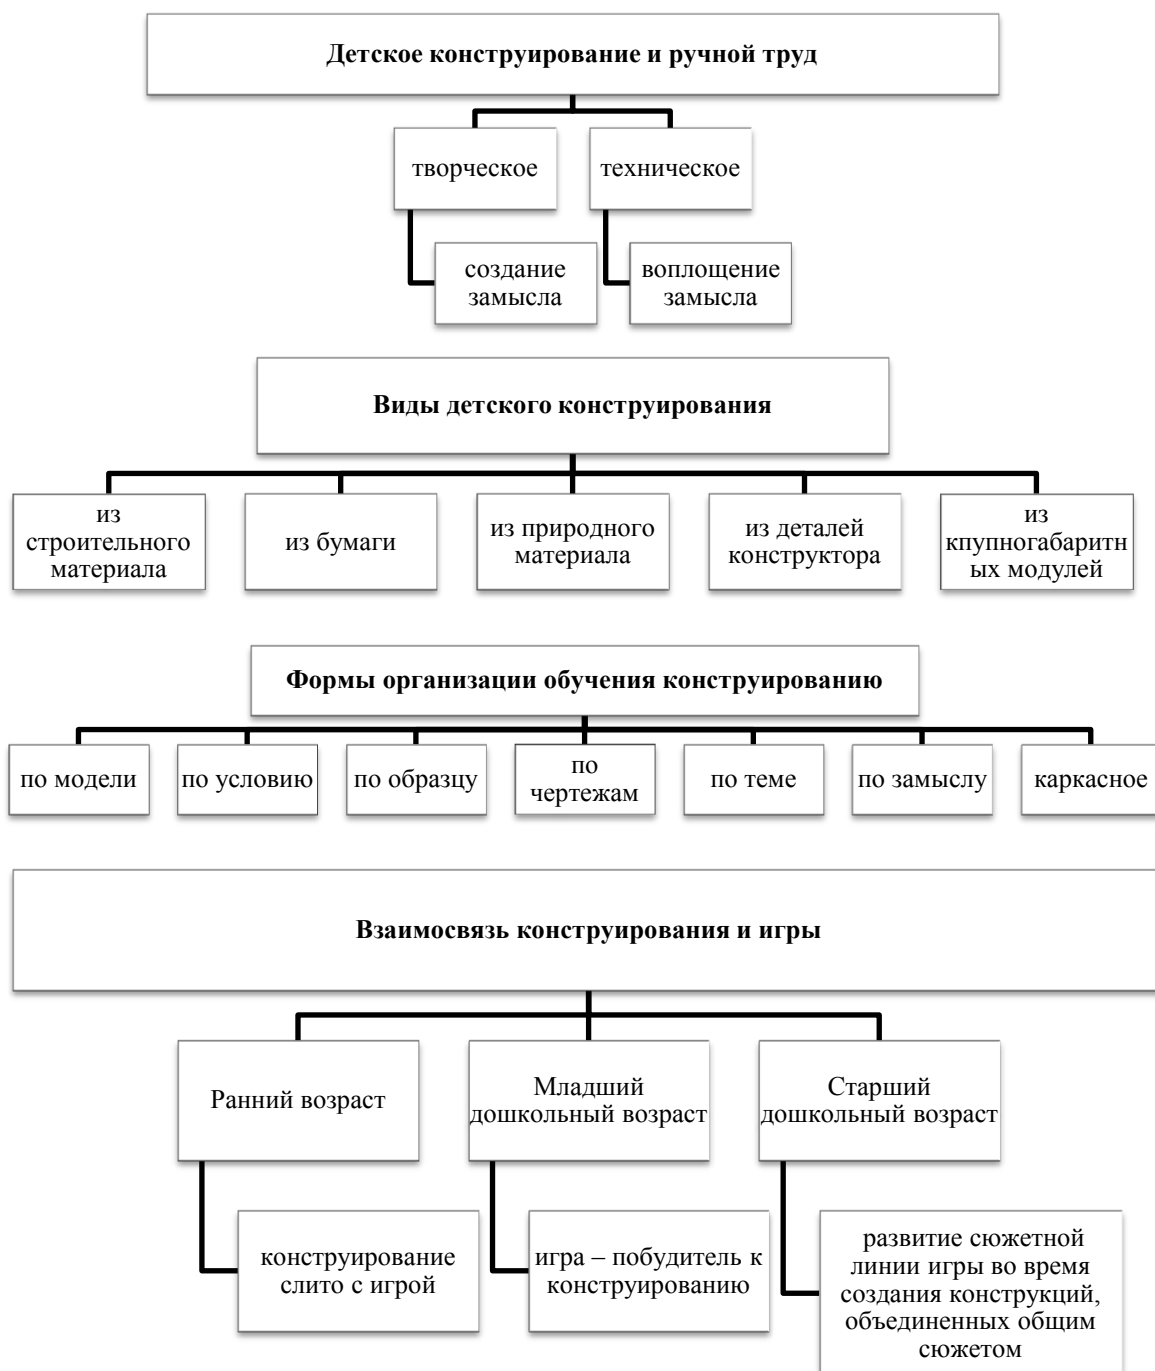 Детское конструирование и ручной труд
творческое
техническое
создание
замысла
воплощение
замысла
Виды детского конструирования
из
строительного
материала
из бумаги
из природного
материала
из деталей
конструктора
из
кпупногабаритн
ых модулей
Формы организации обучения конструированию
по модели
по условию
по образцу
по
чертежам
по теме
по замыслу
каркасное
Взаимосвязь конструирования и игры
Ранний возраст
Младший
дошкольный возраст
Старший
дошкольный возраст
конструирование
слито с игрой
игра – побудитель к
конструированию
развитие сюжетной
линии игры во время
создания конструкций,
объединенных общим
сюжетом